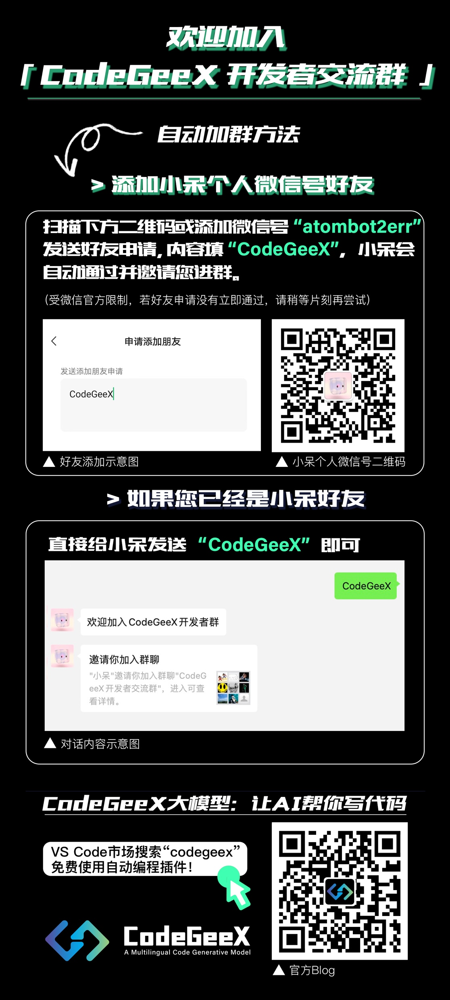 欢迎加入
「CodeGeeX 开发者交流群 」
自动加群方法
> 添加小呆个人微信号好友
扫描下方二维码或添加微信号“atombot2err”
发送好友申请, 内容填“CodeGeeX”, 小呆会
自动通过并邀请您进群。
(受微信官方限制，若好友申请没有立即通过，请稍等片刻再尝试)
申请添加朋友
发送添加朋友申请
CodeGeeX
▲ 好友添加示意图
▲ 小呆个人微信号二维码
> 如果您已经是小呆好友
直接给小呆发送 “CodeGeeX” 即可
CodeGeeX
欢迎加入CodeGeeX开发者群
邀请你加入群聊
"小呆"邀请你加入群聊"CodeG
eeX开发者交流群"，进入可查
看详情。
▲ 对话内容示意图
CodeGeeX大模型：让AI帮你写代码
VS Code市场搜索“codegeex”
免费使用自动编程插件！
CodeGeeX
A Multilingual Code Generative Model
▲ 官方Blog